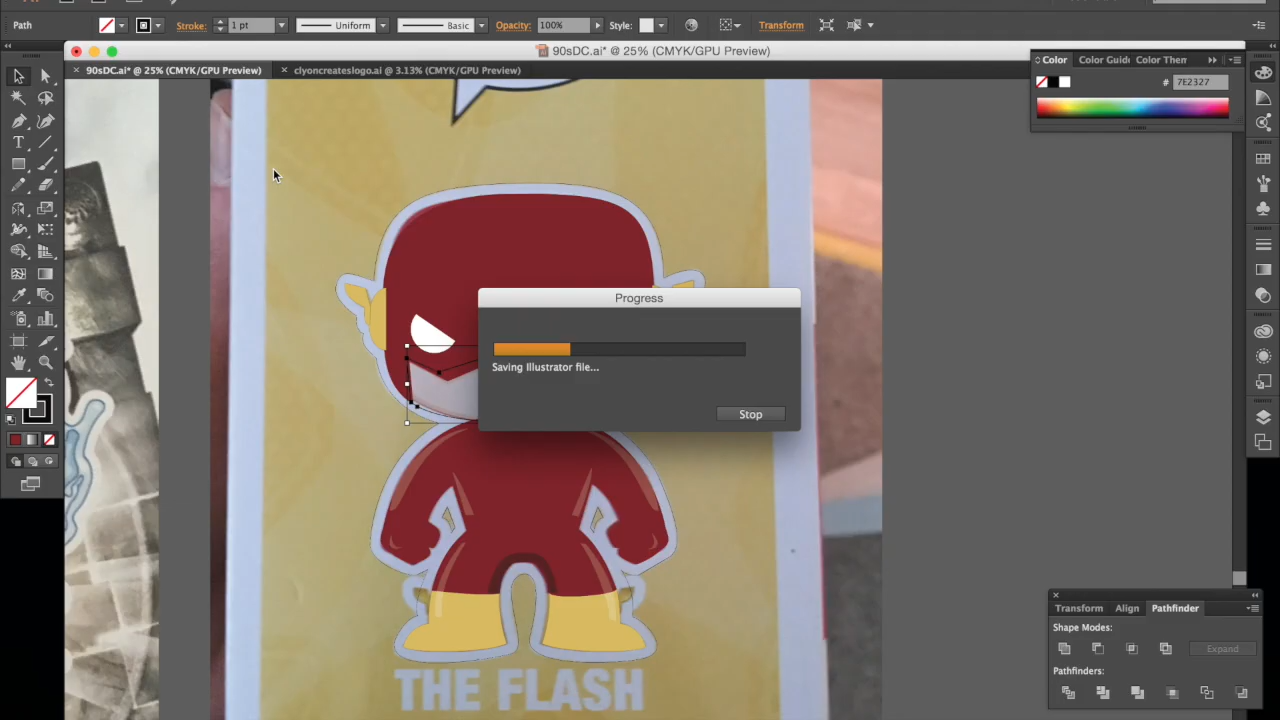 Path
Stroke:
1 pt
Uniform
Basic
Opacity:
100%
Style:
Transform
90sDC.ai* @ 25% (CMYK/GPU Preview)
90sDC.ai* @ 25% (CMYK/GPU Preview)
clyoncreateslogo.ai @ 3.13% (CMYK/GPU Preview)
Color
Color Guid
Color Then
# 7E2327
T
Progress
Saving Illustrator file...
Stop
THE FLASH
Transform
Align
Pathfinder
Shape Modes:
Expand
Pathfinders: